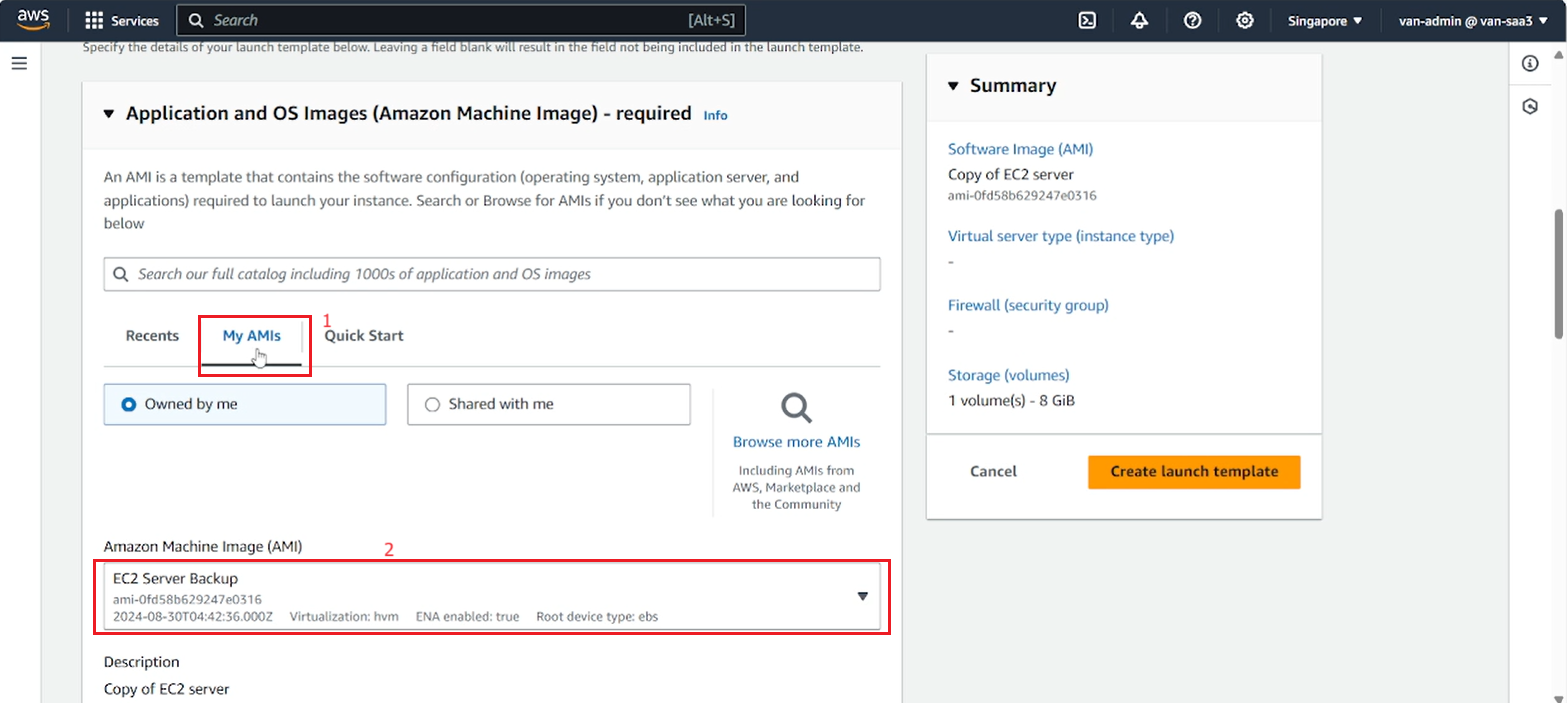 aws
Services
Search
[Alt+S]
Singapore
van-admin @ van-saa3
Specify the details of your launch template below. Leaving a field blank will result in the field not being included in the launch template.
Application and OS Images (Amazon Machine Image) - required Info
An AMI is a template that contains the software configuration (operating system, application server, and
applications) required to launch your instance. Search or Browse for AMIs if you don't see what you are looking for
below
Search our full catalog including 1000s of application and OS images
Recents
My AMIs
1
Quick Start
Owned by me
Shared with me
Browse more AMIs
Including AMIs from
AWS, Marketplace and
the Community
Amazon Machine Image (AMI)
2
EC2 Server Backup
ami-0fd58b629247e0316
2024-08-30T04:42:36.000Z Virtualization: hvm ENA enabled: true Root device type: ebs
Description
Copy of EC2 server
Summary
Software Image (AMI)
Copy of EC2 server
ami-0fd58b629247e0316
Virtual server type (instance type)
-
Firewall (security group)
-
Storage (volumes)
1 volume(s) - 8 GiB
Cancel
Create launch template